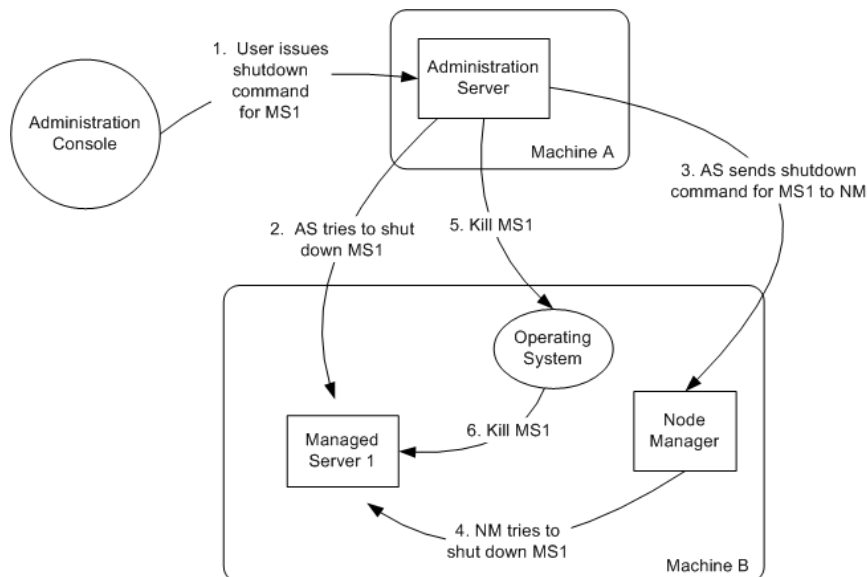 1. User issues
shutdown
command
for MS1
Administration
Console
Administration
Server
Machine A
2. AS tries to shut
down MS1
5. Kill MS1
3. AS sends shutdown
command for MS1 to NM
Operating
System
Managed
Server 1
6. Kill MS1
Node
Manager
4. NM tries to
shut down MS1
Machine B